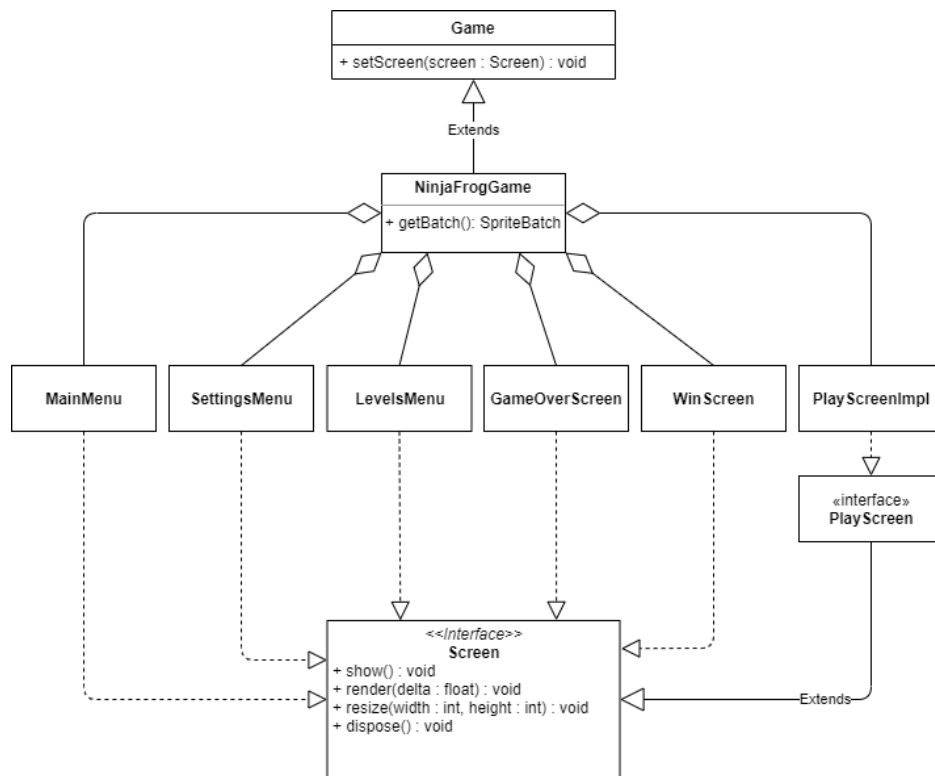 Game
+ setScreen(screen : Screen) : void
Extends
NinjaFrogGame
+ getBatch(): SpriteBatch
MainMenu
SettingsMenu
LevelsMenu
GameOverScreen
WinScreen
PlayScreenImpl
«interface»
PlayScreen
<<Interface>>
Screen
+ show() : void
+ render(delta : float) : void
+ resize(width : int, height : int) : void
+ dispose() : void
Extends